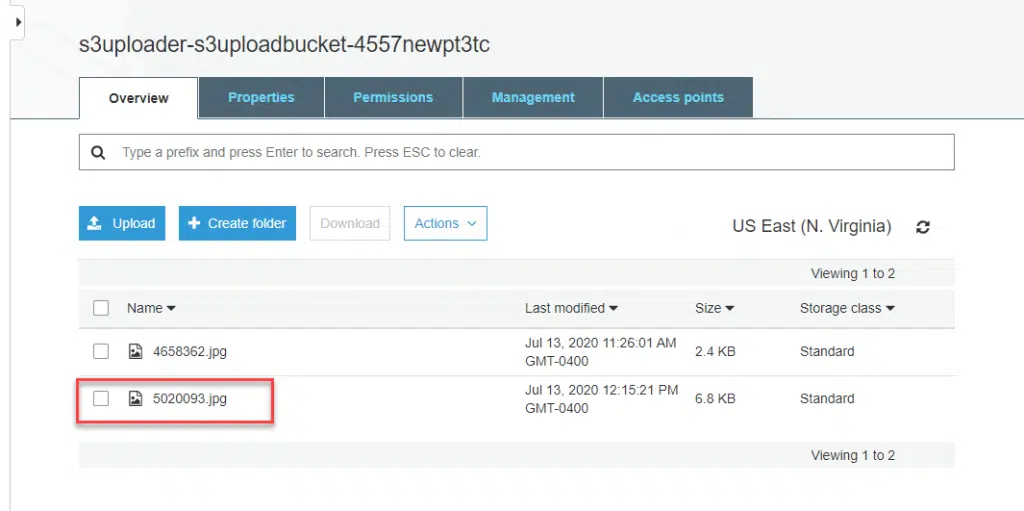 s3uploader-s3uploadbucket-4557newpt3tc
Overview Properties Permissions Management Access points
Type a prefix and press Enter to search. Press ESC to clear.
Upload Create folder Download Actions US East (N. Virginia)
Viewing 1 to 2
Name Last modified Size Storage class
4658362.jpg Jul 13, 2020 11:26:01 AM 2.4 KB Standard
GMT-0400
5020093.jpg Jul 13, 2020 12:15:21 PM 6.8 KB Standard
GMT-0400
Viewing 1 to 2